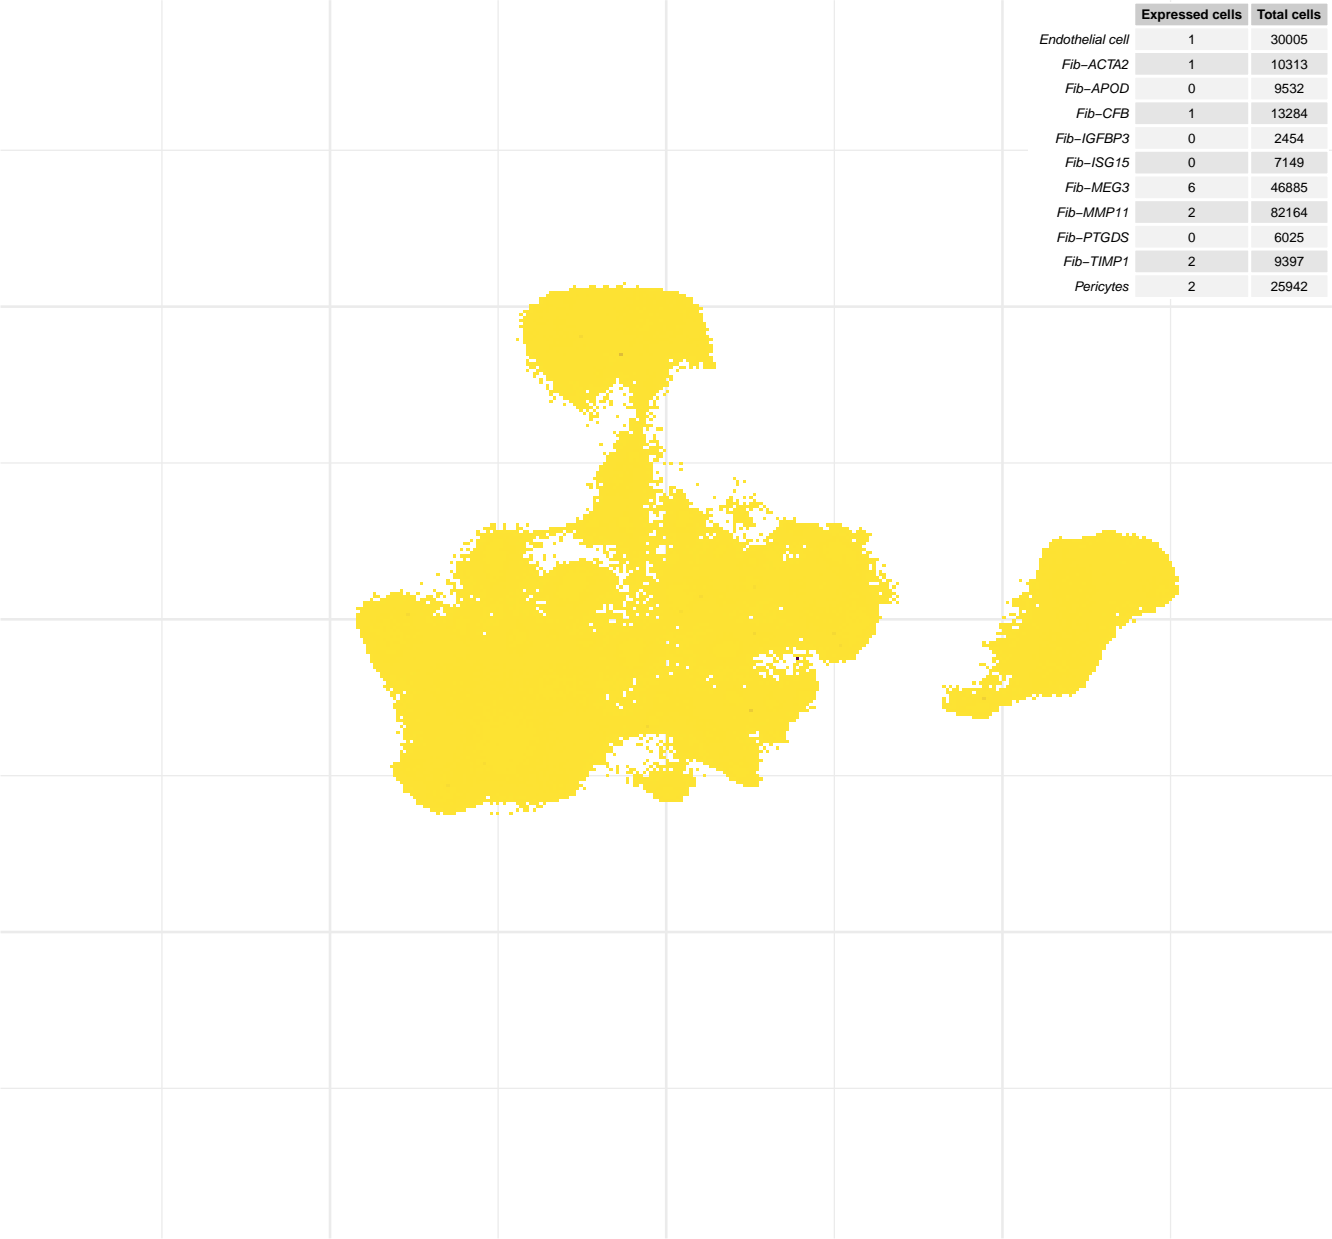 Expressed cells Total cells
Endothelial cell 1 30005
Fib−ACTA2 1 10313
Fib−APOD 0 9532
Fib−CFB 1 13284
Fib−IGFBP3 0 2454
Fib−ISG15 0 7149
Fib−MEG3 6 46885
Fib−MMP11 2 82164
Fib−PTGDS 0 6025
Fib−TIMP1 2 9397
Pericytes 2 25942